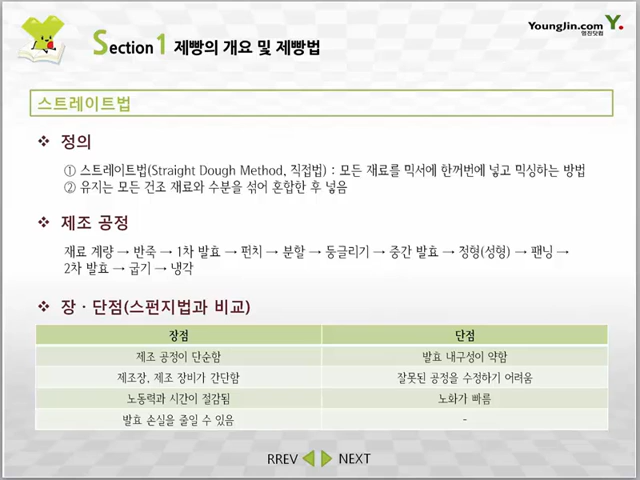 Section 1 제빵의 개요 및 제빵법
YoungJin.com Y.
영진닷컴
스트레이트법
❖ 정의
① 스트레이트법(Straight Dough Method, 직접법) : 모든 재료를 믹서에 한꺼번에 넣고 믹싱하는 방법
② 유지는 모든 건조 재료와 수분을 섞어 혼합한 후 넣음
❖ 제조 공정
재료 계량 → 반죽 → 1차 발효 → 펀치 → 분할 → 둥글리기 → 중간 발효 → 정형(성형) → 팬닝 →
2차 발효 → 굽기 → 냉각
❖ 장 · 단점(스펀지법과 비교)
장점 단점
제조 공정이 단순함 발효 내구성이 약함
제조장, 제조 장비가 간단함 잘못된 공정을 수정하기 어려움
노동력과 시간이 절감됨 노화가 빠름
발효 손실을 줄일 수 있음 -
RREV NEXT